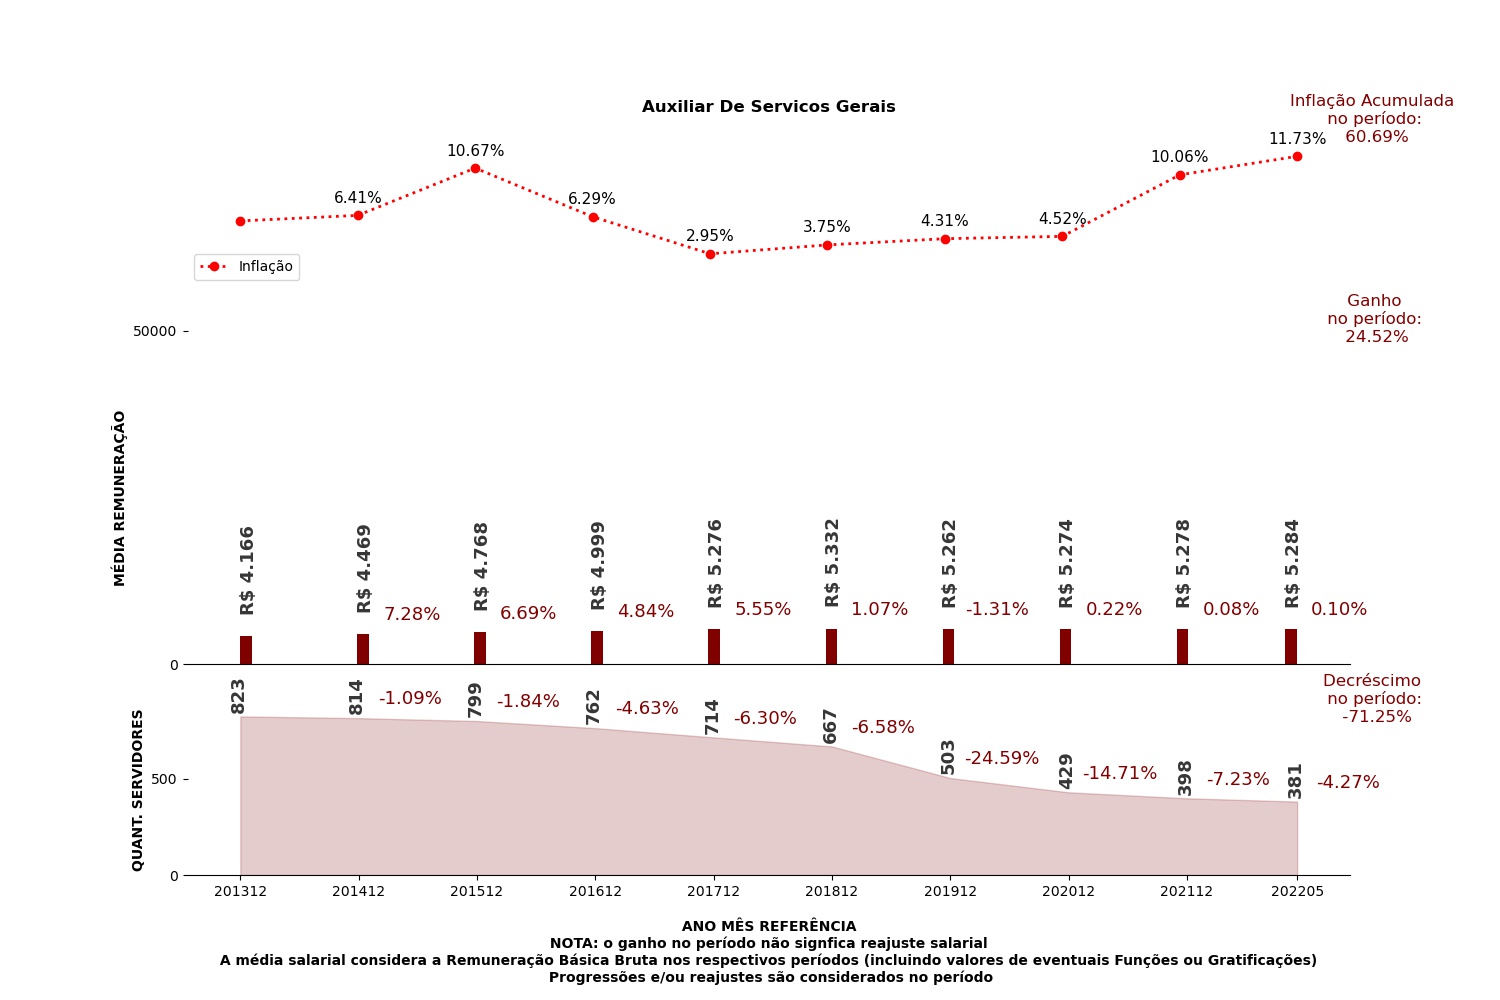 Auxiliar De Servicos Gerais
Inflação Acumulada
no período:
60.69%
6.41%
10.67%
6.29%
2.95%
3.75%
4.31%
4.52%
10.06%
11.73%
Inflação
Ganho
no período:
24.52%
MÉDIA REMUNERAÇÃO
50000
0
R$ 4.166
R$ 4.469
R$ 4.768
R$ 4.999
R$ 5.276
R$ 5.332
R$ 5.262
R$ 5.274
R$ 5.278
R$ 5.284
7.28%
6.69%
4.84%
5.55%
1.07%
-1.31%
0.22%
0.08%
0.10%
Decréscimo
no período:
-71.25%
QUANT. SERVIDORES
500
0
823
814
799
762
714
667
503
429
398
381
-1.09%
-1.84%
-4.63%
-6.30%
-6.58%
-24.59%
-14.71%
-7.23%
-4.27%
201312
201412
201512
201612
201712
201812
201912
202012
202112
202205
ANO MÊS REFERÊNCIA
NOTA: o ganho no período não signfica reajuste salarial
A média salarial considera a Remuneração Básica Bruta nos respectivos períodos (incluindo valores de eventuais Funções ou Gratificações)
Progressões e/ou reajustes são considerados no período